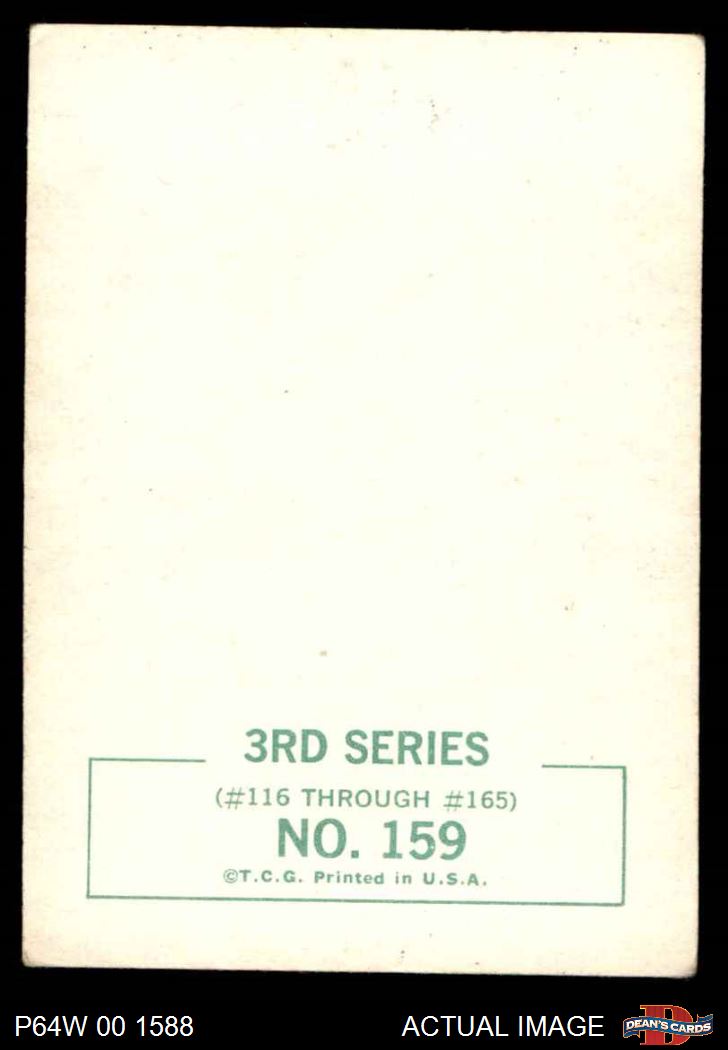 3RD SERIES
(#116 THROUGH #165)
NO. 159
©T.C.G. Printed in U.S.A.
P64W 00 1588
ACTUAL IMAGE
D
DEAN'S CARDS